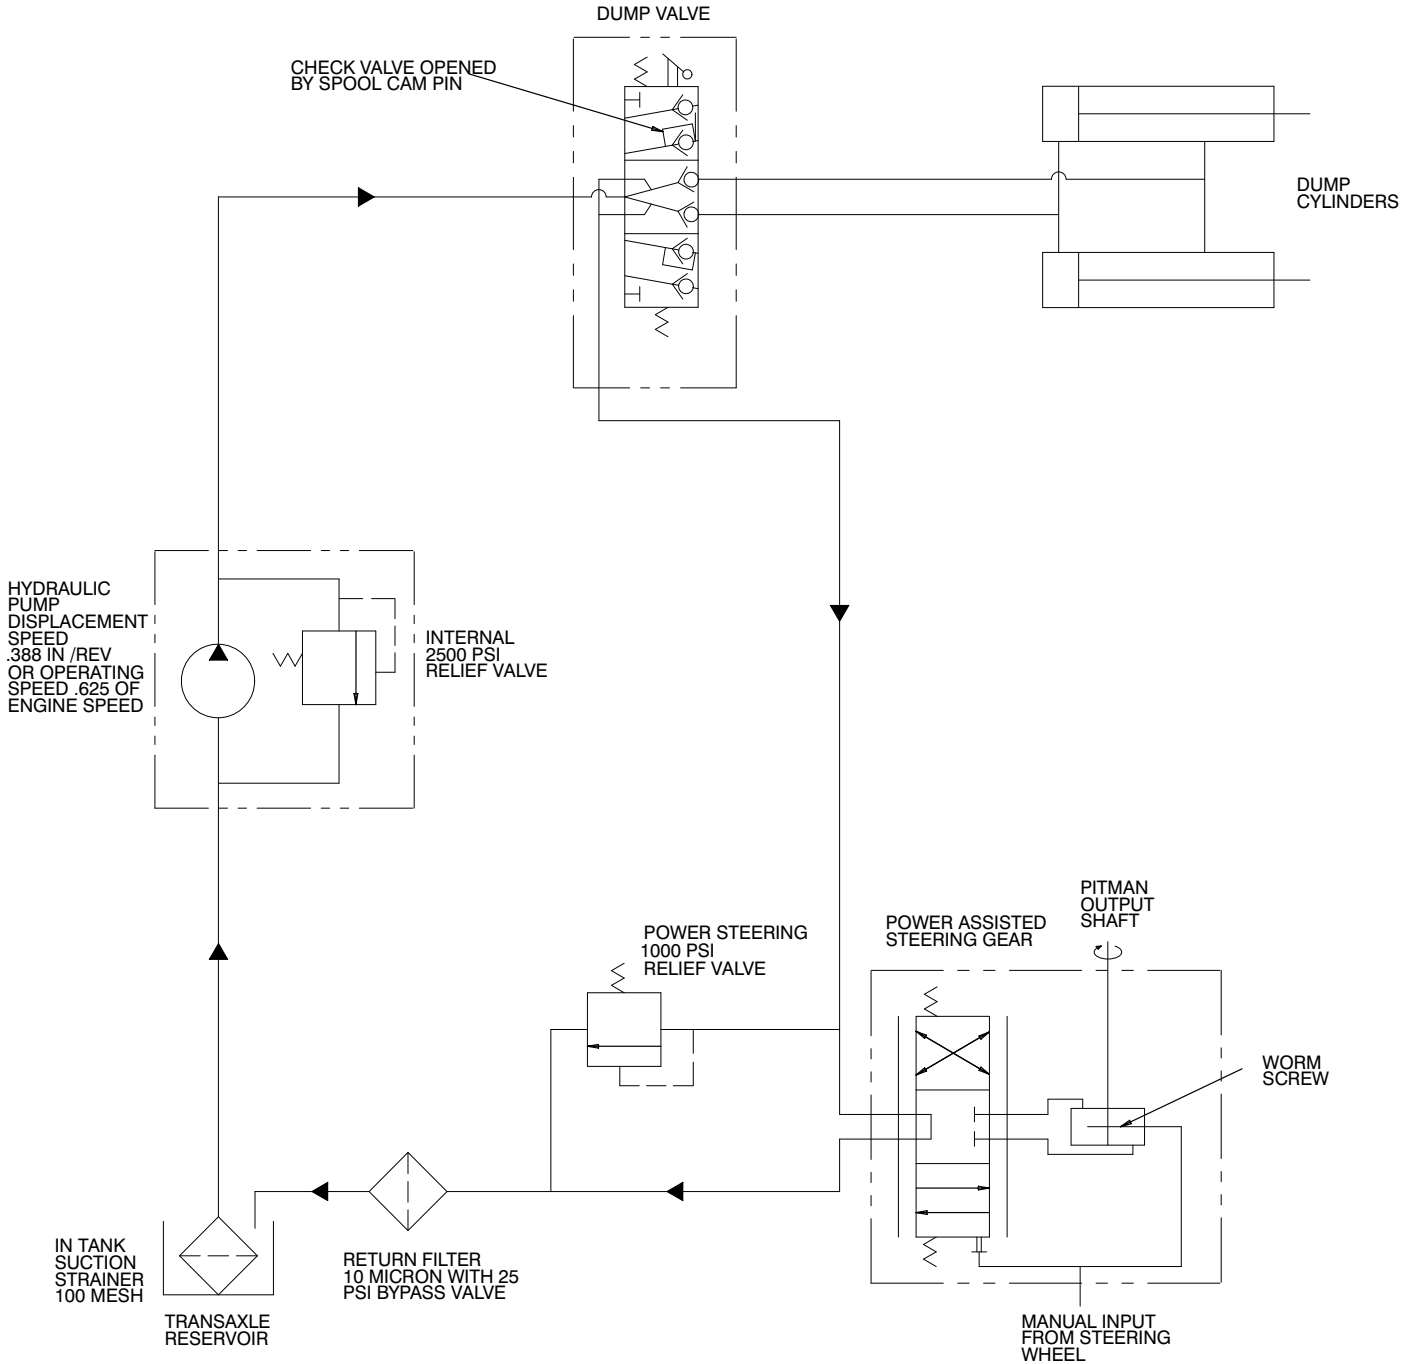 DUMP VALVE
CHECK VALVE OPENED
BY SPOOL CAM PIN
DUMP
CYLINDERS
HYDRAULIC
PUMP
DISPLACEMENT
SPEED
.388 IN /REV
OR OPERATING
SPEED .625 OF
ENGINE SPEED
INTERNAL
2500 PSI
RELIEF VALVE
PITMAN
OUTPUT
SHAFT
POWER ASSISTED
STEERING GEAR
POWER STEERING
1000 PSI
RELIEF VALVE
WORM
SCREW
IN TANK
SUCTION
STRAINER
100 MESH
TRANSAXLE
RESERVOIR
RETURN FILTER
10 MICRON WITH 25
PSI BYPASS VALVE
MANUAL INPUT
FROM STEERING
WHEEL